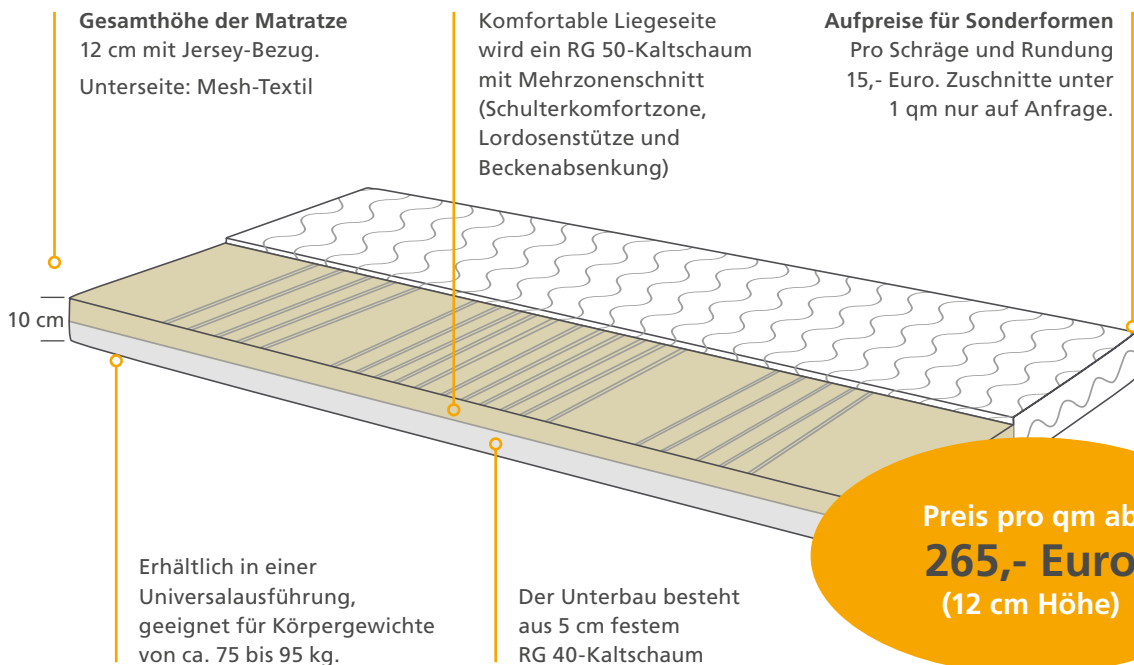 Gesamthöhe der Matratze
12 cm mit Jersey-Bezug.
Unterseite: Mesh-Textil
Komfortable Liegeseite
wird ein RG 50-Kaltschaum
mit Mehrzonenschnitt
(Schulterkomfortzone,
Lordosenstütze und
Beckenabsenkung)
Aufpreise für Sonderformen
Pro Schräge und Rundung
15,- Euro. Zuschnitte unter
1 qm nur auf Anfrage.
10 cm
Erhältlich in einer
Universalausführung,
geeignet für Körpergewichte
von ca. 75 bis 95 kg.
Der Unterbau besteht
aus 5 cm festem
RG 40-Kaltschaum
Preis pro qm ab
265,- Euro
(12 cm Höhe)